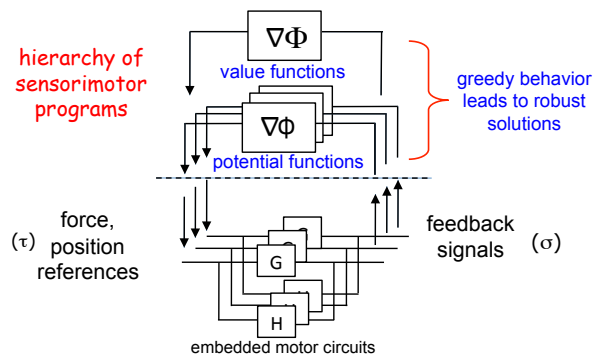 ∇Φ
hierarchy of
sensorimotor
programs
value functions
greedy behavior
leads to robust
solutions
∇Φ
potential functions
(τ)
force,
position
references
feedback
signals
(σ)
G
H
embedded motor circuits